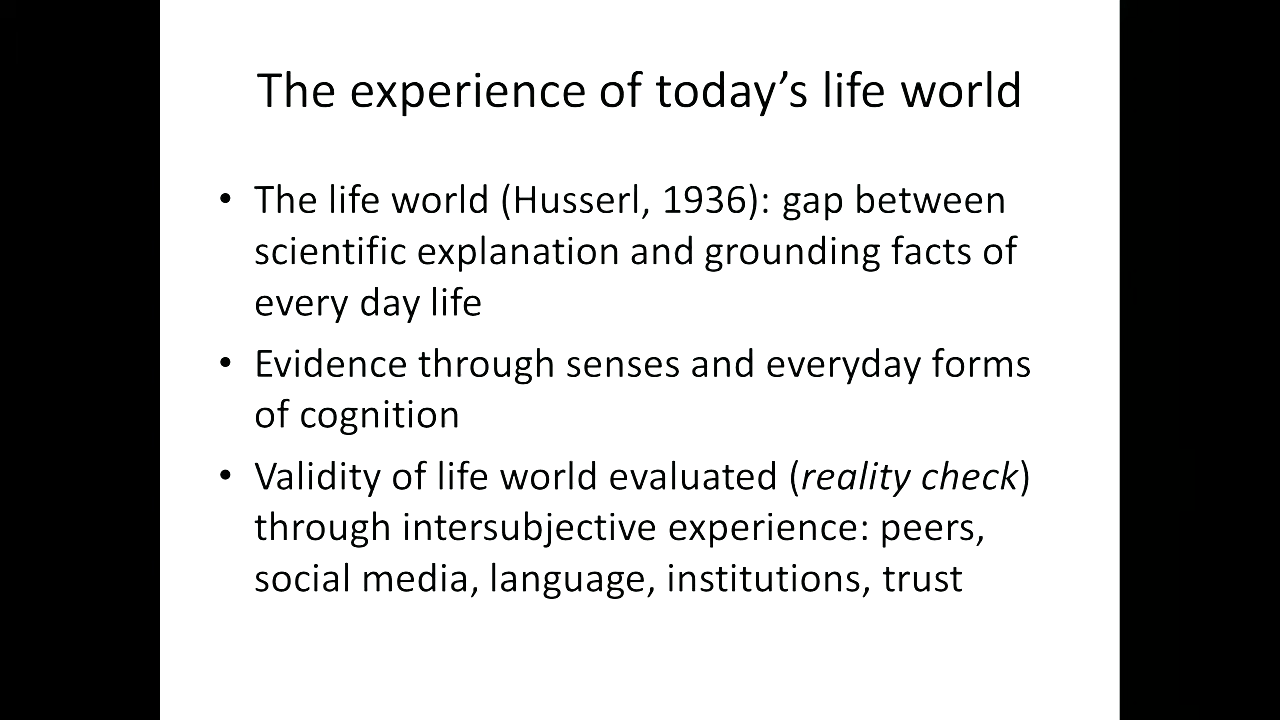 The experience of today’s life world
• The life world (Husserl, 1936): gap between
scientific explanation and grounding facts of
every day life
• Evidence through senses and everyday forms
of cognition
• Validity of life world evaluated (reality check)
through intersubjective experience: peers,
social media, language, institutions, trust